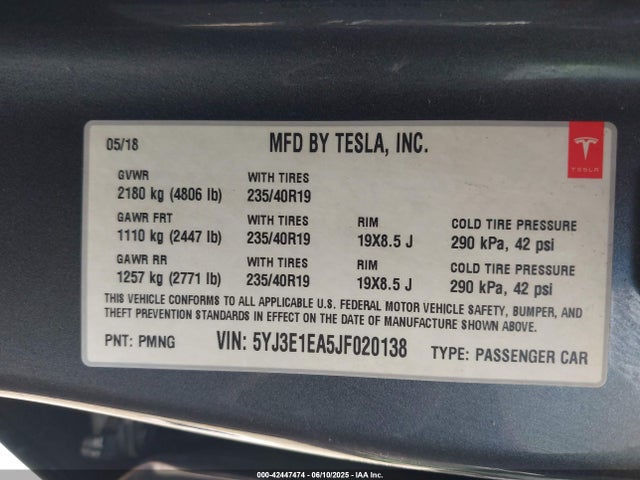 05/18 MFD BY TESLA, INC.
TESLA
GVWR WITH TIRES
2180 kg (4806 lb) 235/40R19
GAWR FRT WITH TIRES RIM COLD TIRE PRESSURE
1110 kg (2447 lb) 235/40R19 19X8.5 J 290 kPa, 42 psi
GAWR RR WITH TIRES RIM COLD TIRE PRESSURE
1257 kg (2771 lb) 235/40R19 19X8.5 J 290 kPa, 42 psi
THIS VEHICLE CONFORMS TO ALL APPLICABLE U.S. FEDERAL MOTOR VEHICLE SAFETY, BUMPER, AND
THEFT PREVENTION STANDARDS IN EFFECT ON THE DATE OF MANUFACTURE SHOWN ABOVE.
PNT: PMNG VIN: 5YJ3E1EA5JF020138 TYPE: PASSENGER CAR
000-42447474 - 06/10/2025 - IAA Inc.